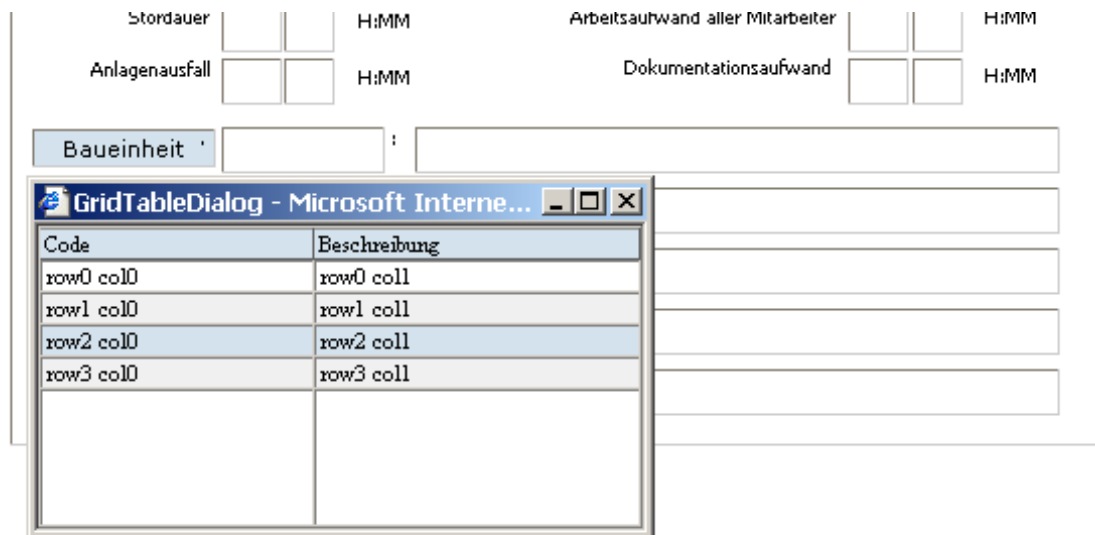 Stördauer H:MM Arbeitsaufwand aller Mitarbeiter H:MM
Anlagenausfall H:MM Dokumentationsaufwand H:MM
Baueinheit ' :
GridTableDialog - Microsoft Interne...
Code Beschreibung
row0 col0 row0 col1
row1 col0 row1 col1
row2 col0 row2 col1
row3 col0 row3 col1